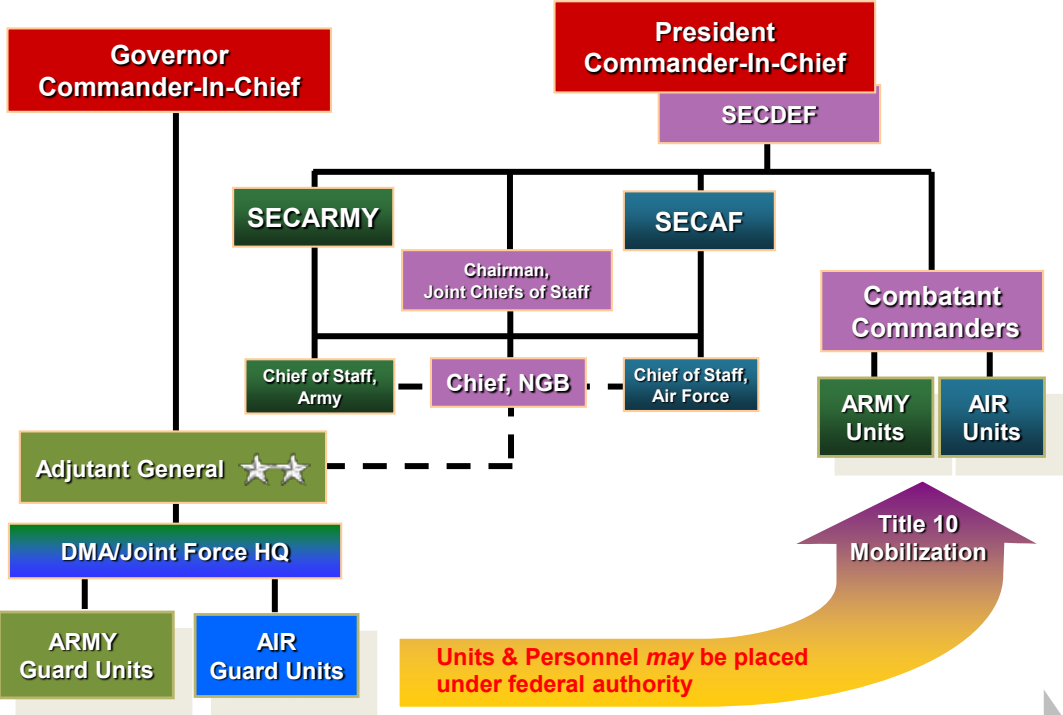 Governor
Commander-In-Chief
President
Commander-In-Chief
SECDEF
SECARMY
SECAF
Chairman,
Joint Chiefs of Staff
Combatant
Commanders
Chief of Staff,
Army
Chief, NGB
Chief of Staff,
Air Force
ARMY
Units
AIR
Units
Adjutant General
Title 10
Mobilization
DMA/Joint Force HQ
ARMY
Guard Units
AIR
Guard Units
Units & Personnel may be placed
under federal authority